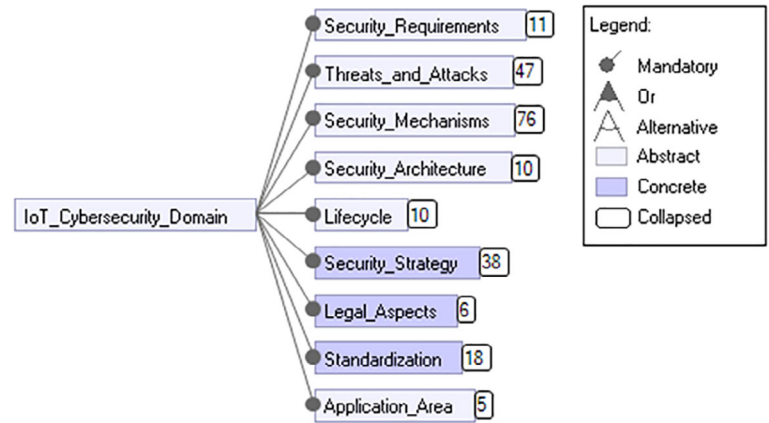 Security_Requirements 11
Threats_and_Attacks 47
Security_Mechanisms 76
Security_Architecture 10
IoT_Cybersecurity_Domain
Lifecycle 10
Security_Strategy 38
Legal_Aspects 6
Standardization 18
Application_Area 5
Legend:
Mandatory
Or
Alternative
Abstract
Concrete
Collapsed